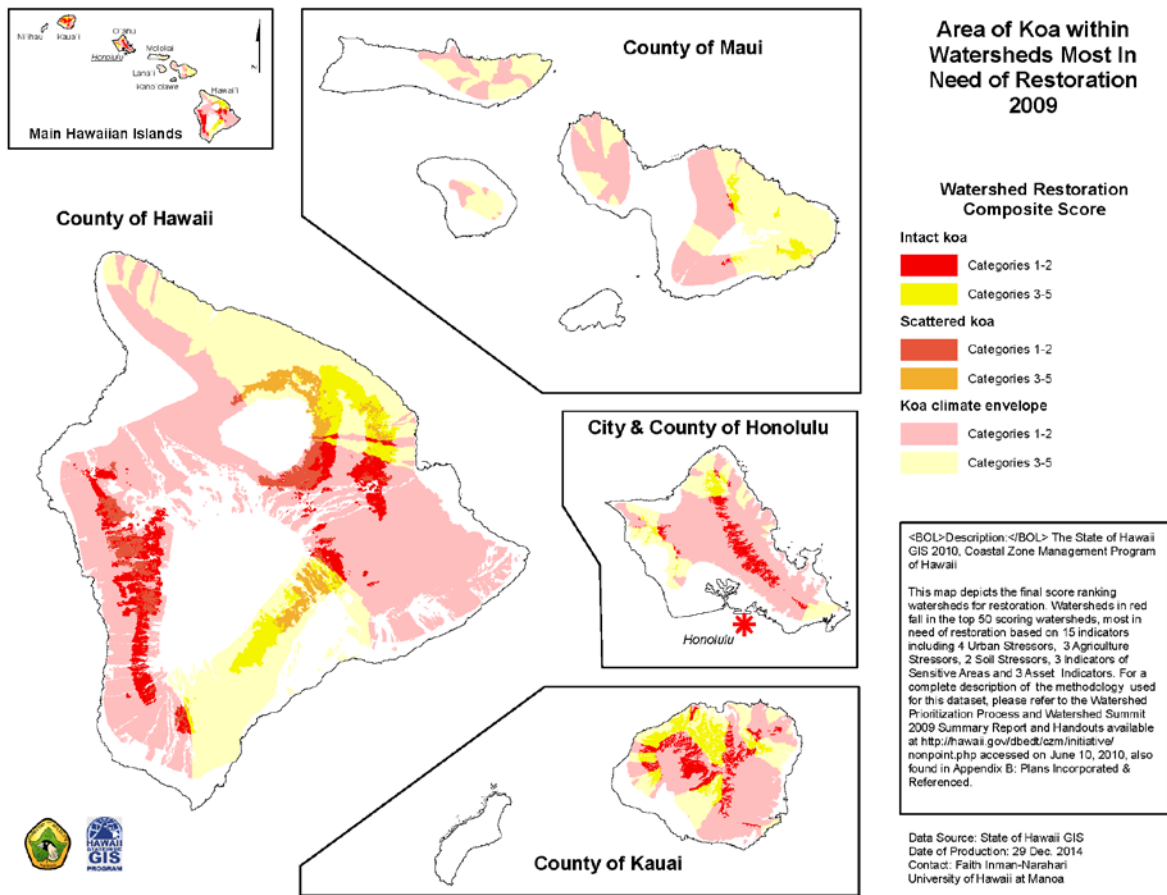 Ni'ihau
Kaua'i
O'ahu
Honolulu
Molokai
Lana'i
Kaho'olawe
Hawai'i
N
Main Hawaiian Islands
County of Maui
Area of Koa within
Watersheds Most In
Need of Restoration
2009
Watershed Restoration
Composite Score
Intact koa
Categories 1-2
Categories 3-5
Scattered koa
Categories 1-2
Categories 3-5
Koa climate envelope
Categories 1-2
Categories 3-5
County of Hawaii
City & County of Honolulu
Honolulu
County of Kauai
<BOL>Description:</BOL> The State of Hawaii
GIS 2010, Coastal Zone Management Program
of Hawaii
This map depicts the final score ranking
watersheds for restoration. Watersheds in red
fall in the top 50 scoring watersheds, most in
need of restoration based on 15 indicators
including 4 Urban Stressors, 3 Agriculture
Stressors, 2 Soil Stressors, 3 Indicators of
Sensitive Areas and 3 Asset Indicators. For a
complete description of the methodology used
for this dataset, please refer to the Watershed
Prioritization Process and Watershed Summit
2009 Summary Report and Handouts available
at http://hawaii.gov/dbedt/czm/initiative/
nonpoint.php accessed on June 10, 2010, also
found in Appendix B: Plans Incorporated &
Referenced.
Data Source: State of Hawaii GIS
Date of Production: 29 Dec. 2014
Contact: Faith Inman-Narahari
University of Hawaii at Manoa
HAWAII
STATEWIDE
GIS
PROGRAM